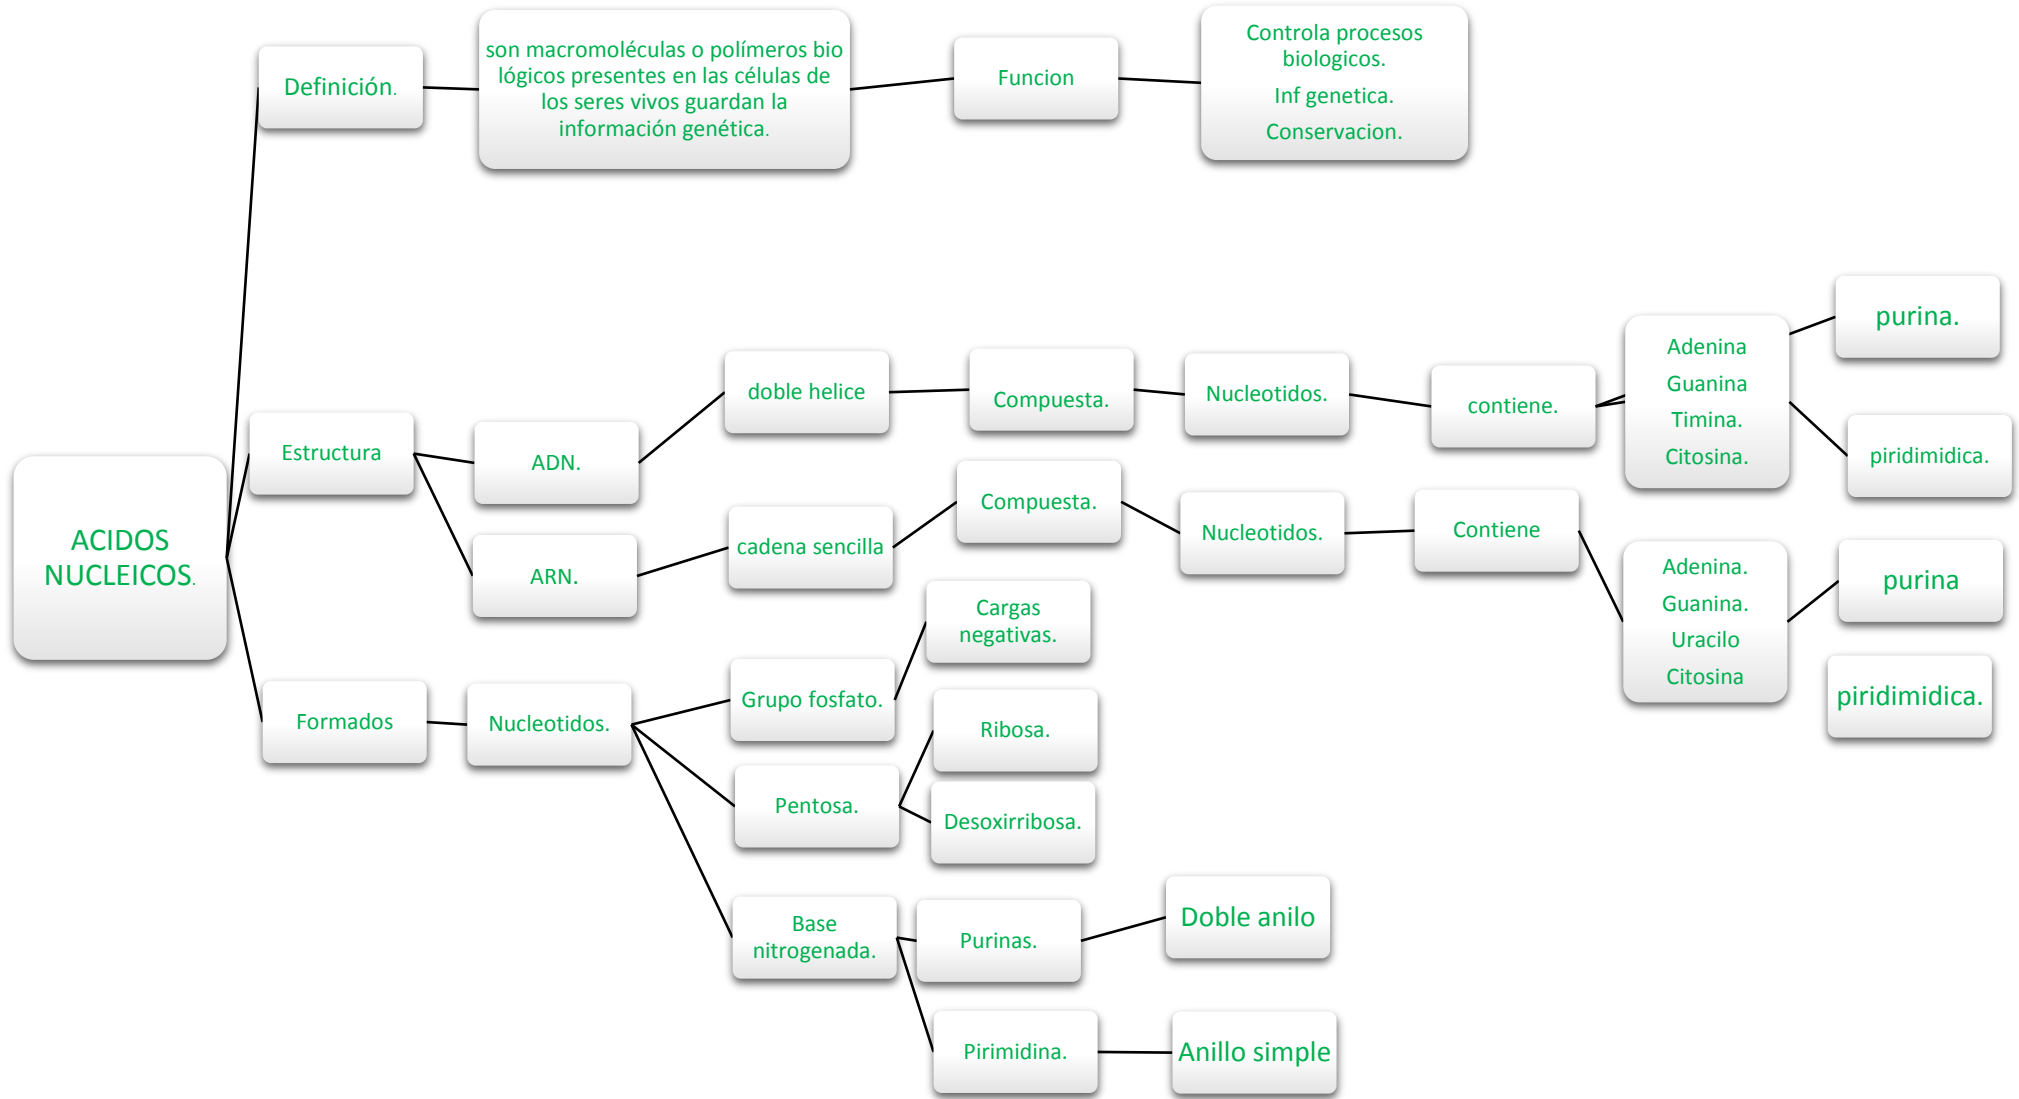 ACIDOS
NUCLEICOS.
Definición.
son macromoléculas o polímeros bio
lógicos presentes en las células de
los seres vivos guardan la
información genética.
Funcion
Controla procesos
biologicos.
Inf genetica.
Conservacion.
Estructura
ADN.
doble helice
Compuesta.
Nucleotidos.
contiene.
Adenina
Guanina
Timina.
Citosina.
purina.
piridimidica.
ARN.
cadena sencilla
Compuesta.
Nucleotidos.
Contiene
Adenina.
Guanina.
Uracilo
Citosina
purina
piridimidica.
Formados
Nucleotidos.
Grupo fosfato.
Cargas
negativas.
Pentosa.
Ribosa.
Desoxirribosa.
Base
nitrogenada.
Purinas.
Doble anilo
Pirimidina.
Anillo simple